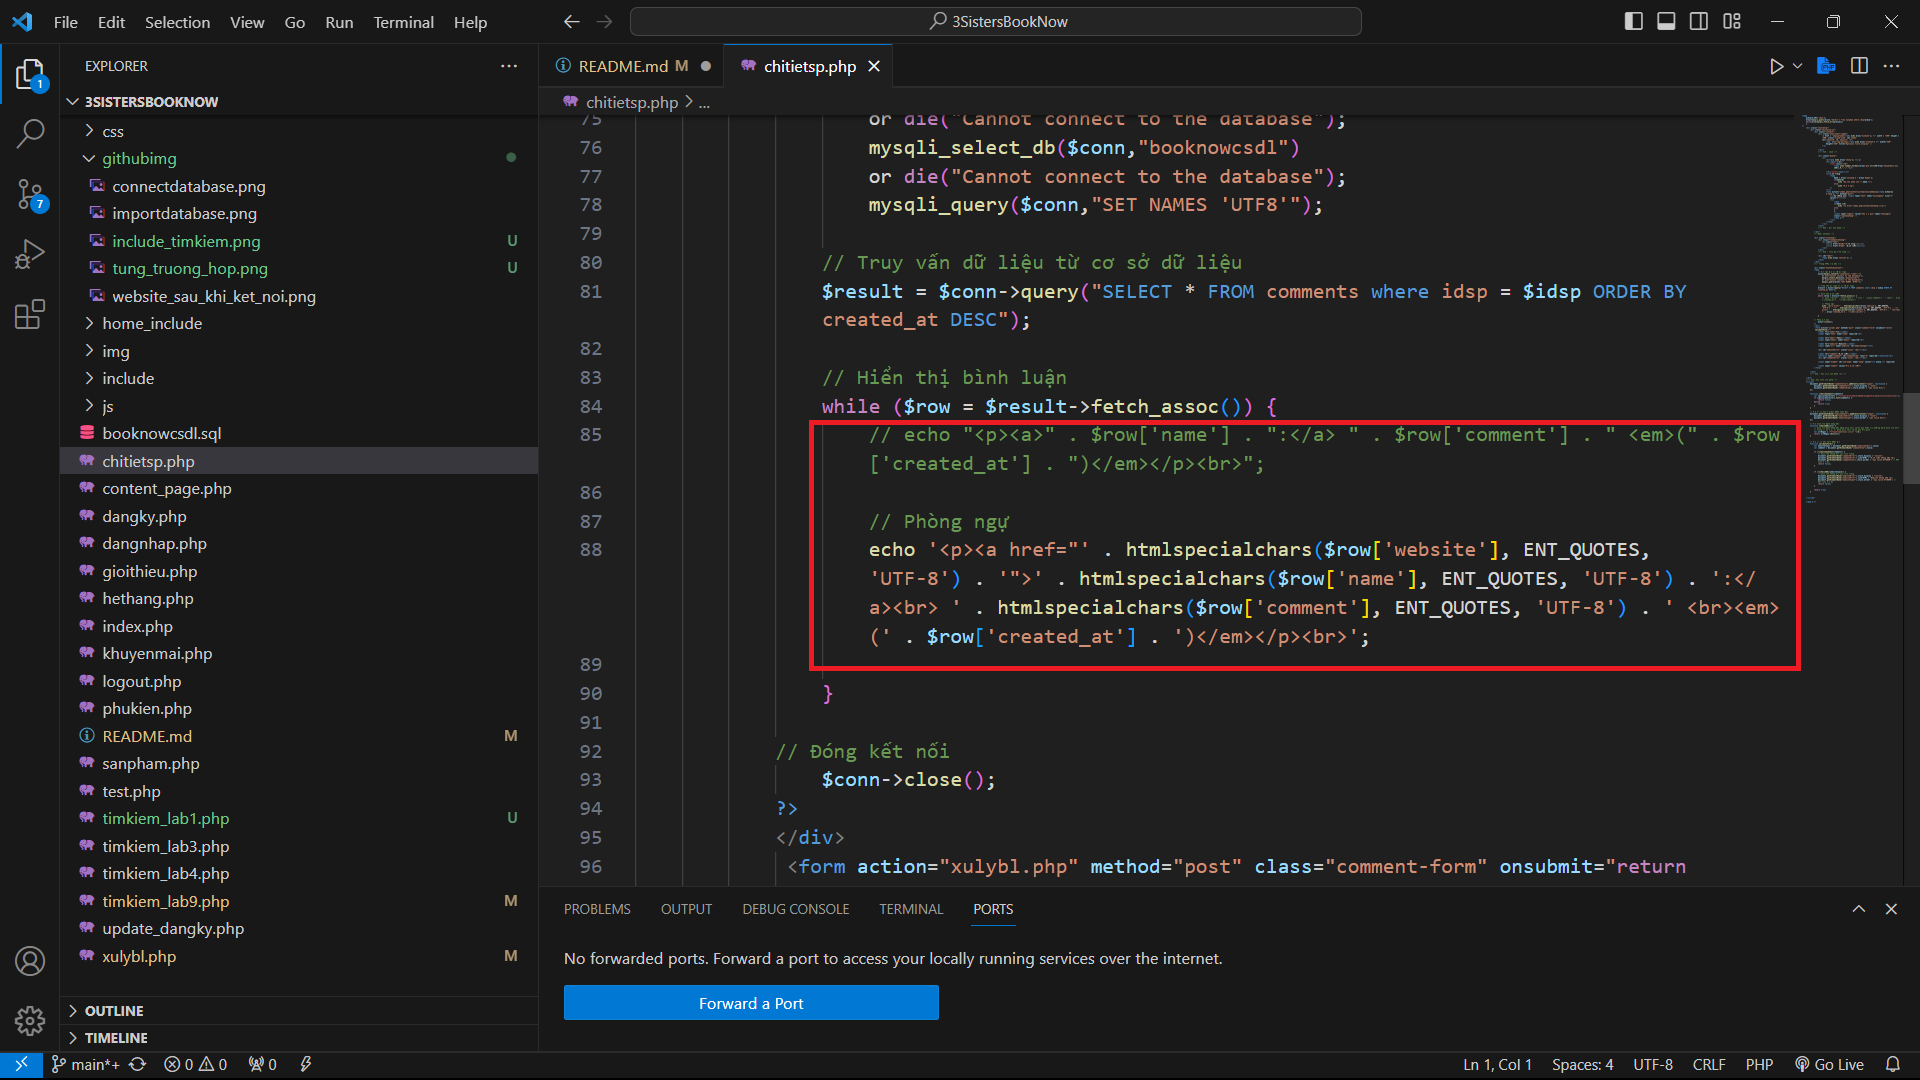 File Edit Selection View Go Run Terminal Help
3SistersBookNow
EXPLORER
3SISTERSBOOKNOW
css
githubimg
connectdatabase.png
importdatabase.png
include_timkiem.png U
tung_truong_hop.png U
website_sau_khi_ket_noi.png
home_include
img
include
js
booknowcsdl.sql
chitietsp.php
content_page.php
dangky.php
dangnhap.php
gioithieu.php
hethang.php
index.php
khuyenmai.php
logout.php
phukien.php
README.md M
sanpham.php
test.php
timkiem_lab1.php U
timkiem_lab3.php
timkiem_lab4.php
timkiem_lab9.php M
update_dangky.php
xulybl.php M
OUTLINE
TIMELINE
1
7
README.md M
chitietsp.php
chitietsp.php > ...
75 or die("Cannot connect to the database");
76 mysqli_select_db($conn,"booknowcsdl")
77 or die("Cannot connect to the database");
78 mysqli_query($conn,"SET NAMES 'UTF8'");
79
80 // Truy vấn dữ liệu từ cơ sở dữ liệu
81 $result = $conn->query("SELECT * FROM comments where idsp = $idsp ORDER BY
created_at DESC");
82
83 // Hiển thị bình luận
84 while ($row = $result->fetch_assoc()) {
85 // echo "<p><a>" . $row['name'] . ":</a> " . $row['comment'] . " <em>(" . $row
['created_at'] . ")</em></p><br>";
86
87 // Phòng ngự
88 echo '<p><a href="' . htmlspecialchars($row['website'], ENT_QUOTES,
'UTF-8') . '">' . htmlspecialchars($row['name'], ENT_QUOTES, 'UTF-8') . ':</
a><br> ' . htmlspecialchars($row['comment'], ENT_QUOTES, 'UTF-8') . ' <br><em>
(' . $row['created_at'] . ')</em></p><br>';
89
90 }
91
92 // Đóng kết nối
93 $conn->close();
94 ?>
95 </div>
96 <form action="xulybl.php" method="post" class="comment-form" onsubmit="return
PROBLEMS OUTPUT DEBUG CONSOLE TERMINAL PORTS
No forwarded ports. Forward a port to access your locally running services over the internet.
Forward a Port
main*+ 0 0 0 Ln 1, Col 1 Spaces: 4 UTF-8 CRLF PHP Go Live